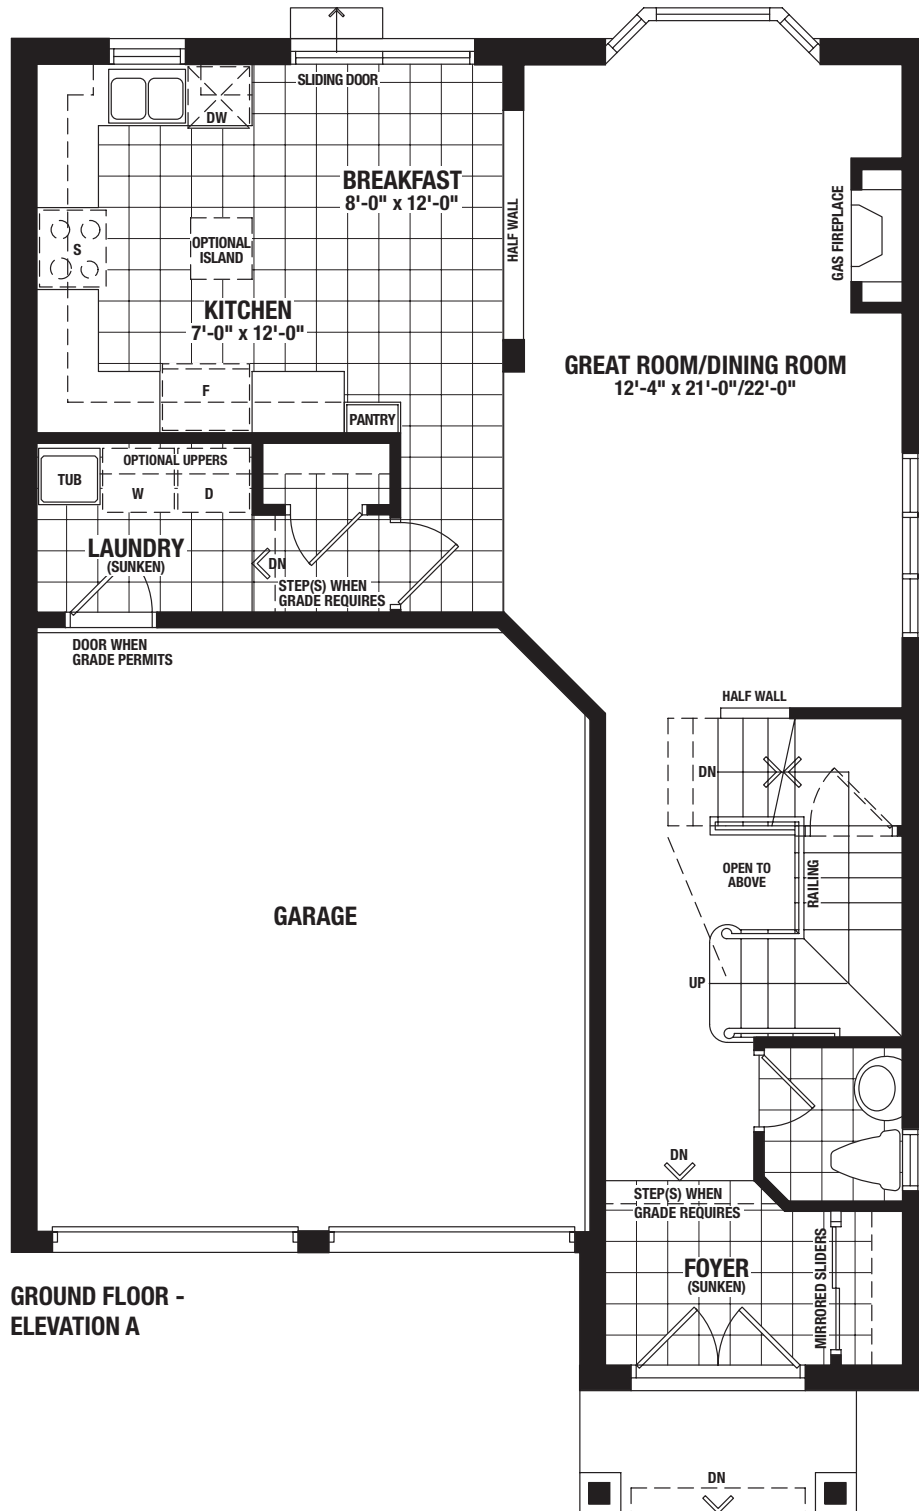 SLIDING DOOR
DW
BREAKFAST
8'-0" x 12'-0"
HALF WALL
GAS FIREPLACE
S
OPTIONAL
ISLAND
KITCHEN
7'-0" x 12'-0"
GREAT ROOM/DINING ROOM
12'-4" x 21'-0"/22'-0"
F
PANTRY
OPTIONAL UPPERS
TUB
W
D
LAUNDRY
(SUNKEN)
DN
STEP(S) WHEN
GRADE REQUIRES
DOOR WHEN
GRADE PERMITS
HALF WALL
DN
OPEN TO
ABOVE
RAILING
GARAGE
UP
DN
STEP(S) WHEN
GRADE REQUIRES
FOYER
(SUNKEN)
MIRRORED SLIDERS
GROUND FLOOR -
ELEVATION A
DN